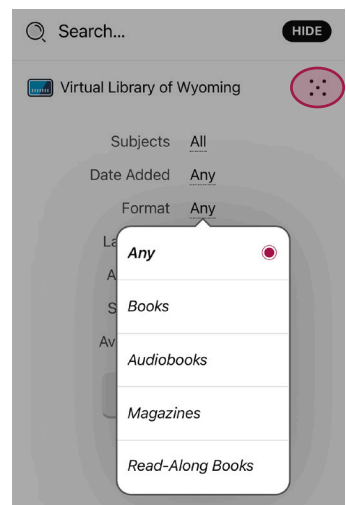 Search...
HIDE
Virtual Library of Wyoming
Subjects All
Date Added Any
Format Any
Any
Books
Audiobooks
Magazines
Read-Along Books